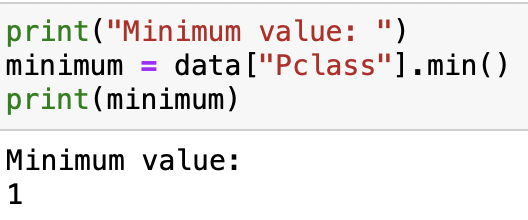 print("Minimum value: ")
minimum = data["Pclass"].min()
print(minimum)
Minimum value:
1